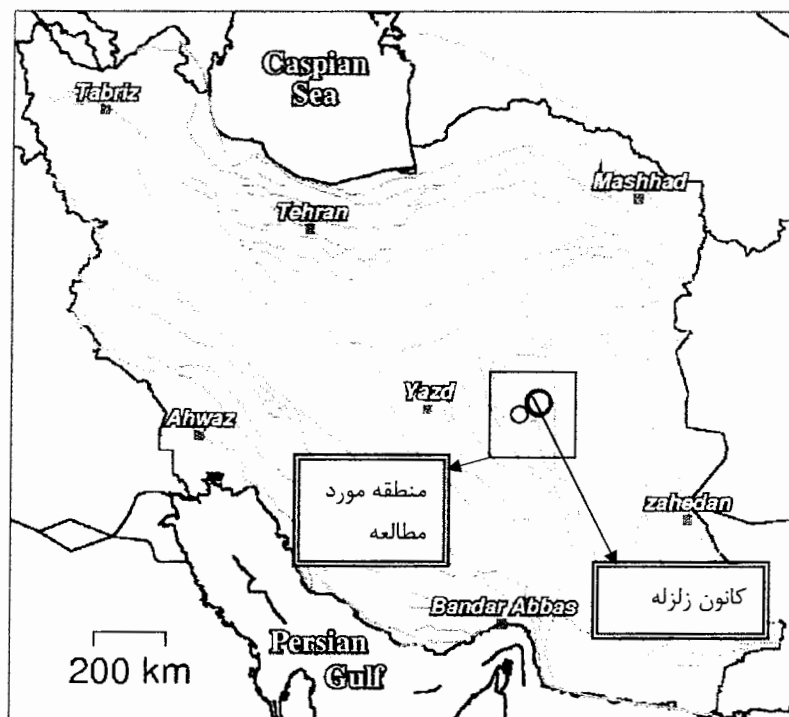 Caspian
Sea
Tabriz
Mashhad
Tehran
Yazd
Ahwaz
منطقه مورد
مطالعه
zahedan
کانون زلزله
Bandar Abbas
Persian
Gulf
200 km